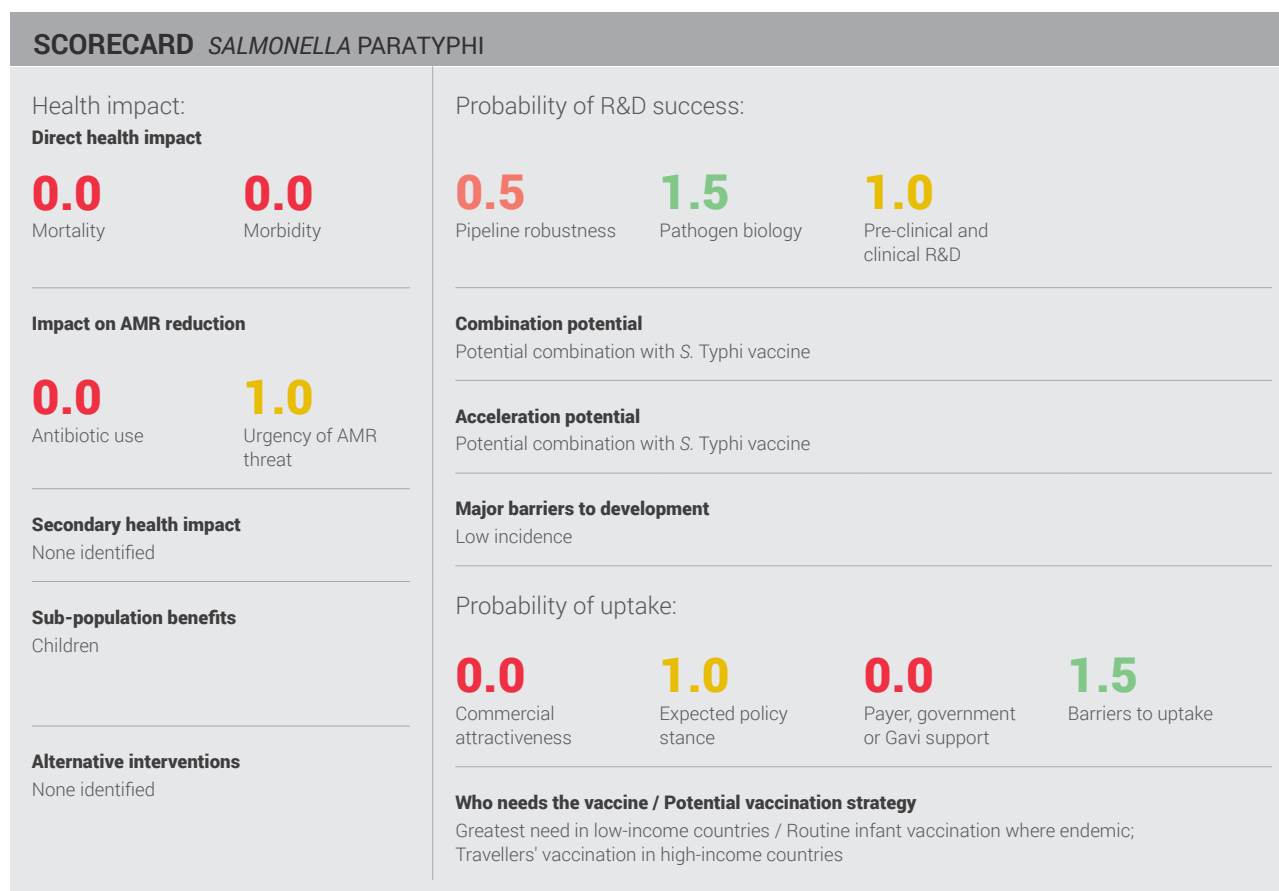 SCORECARD SALMONELLA PARATYPHI
Health impact:
Direct health impact
0.0
Mortality
0.0
Morbidity
Impact on AMR reduction
0.0
Antibiotic use
1.0
Urgency of AMR
threat
Secondary health impact
None identified
Sub-population benefits
Children
Alternative interventions
None identified
Probability of R&D success:
0.5
Pipeline robustness
1.5
Pathogen biology
1.0
Pre-clinical and
clinical R&D
Combination potential
Potential combination with S. Typhi vaccine
Acceleration potential
Potential combination with S. Typhi vaccine
Major barriers to development
Low incidence
Probability of uptake:
0.0
Commercial
attractiveness
1.0
Expected policy
stance
0.0
Payer, government
or Gavi support
1.5
Barriers to uptake
Who needs the vaccine / Potential vaccination strategy
Greatest need in low-income countries / Routine infant vaccination where endemic;
Travellers' vaccination in high-income countries